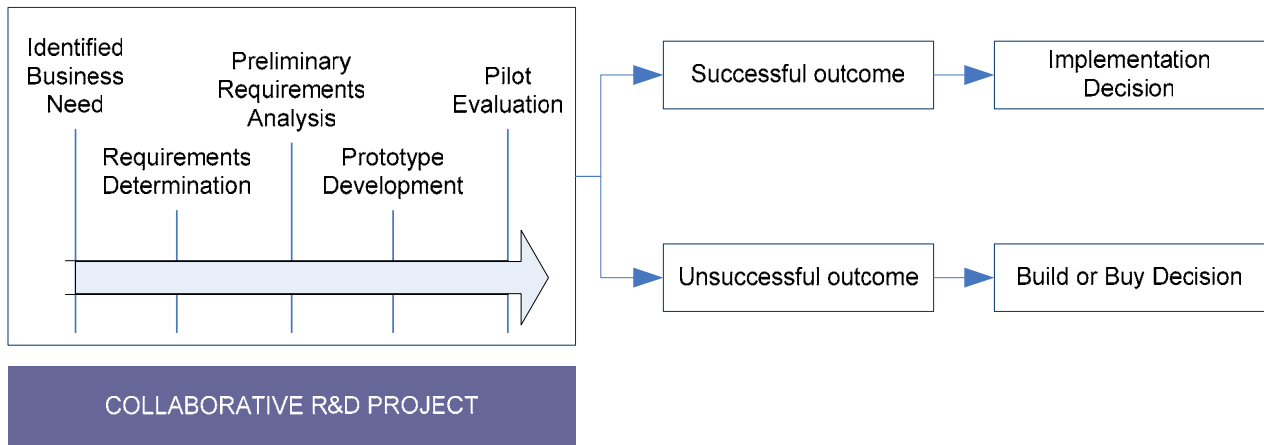 Identified
Business
Need
Requirements
Determination
Preliminary
Requirements
Analysis
Prototype
Development
Pilot
Evaluation
COLLABORATIVE R&D PROJECT
Successful outcome
Implementation
Decision
Unsuccessful outcome
Build or Buy Decision